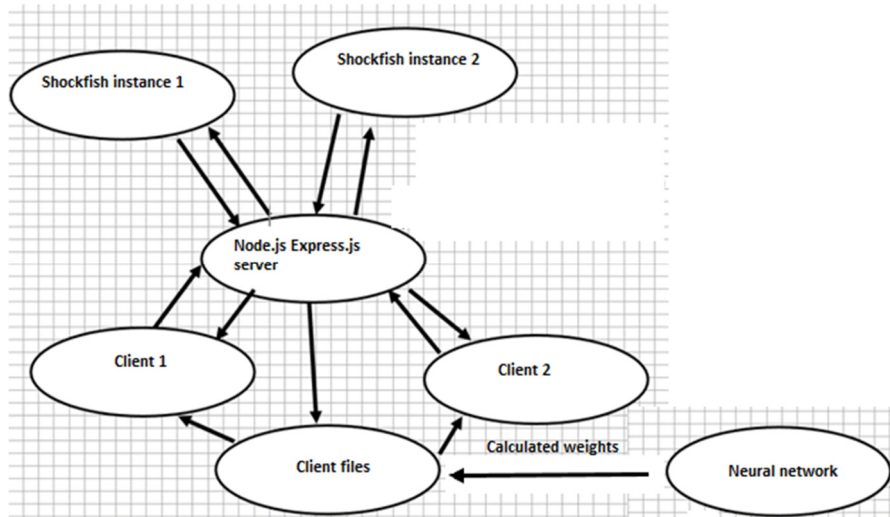 Shockfish instance 1
Shockfish instance 2
Node.js Express.js
server
Client 1
Client 2
Client files
Calculated weights
Neural network